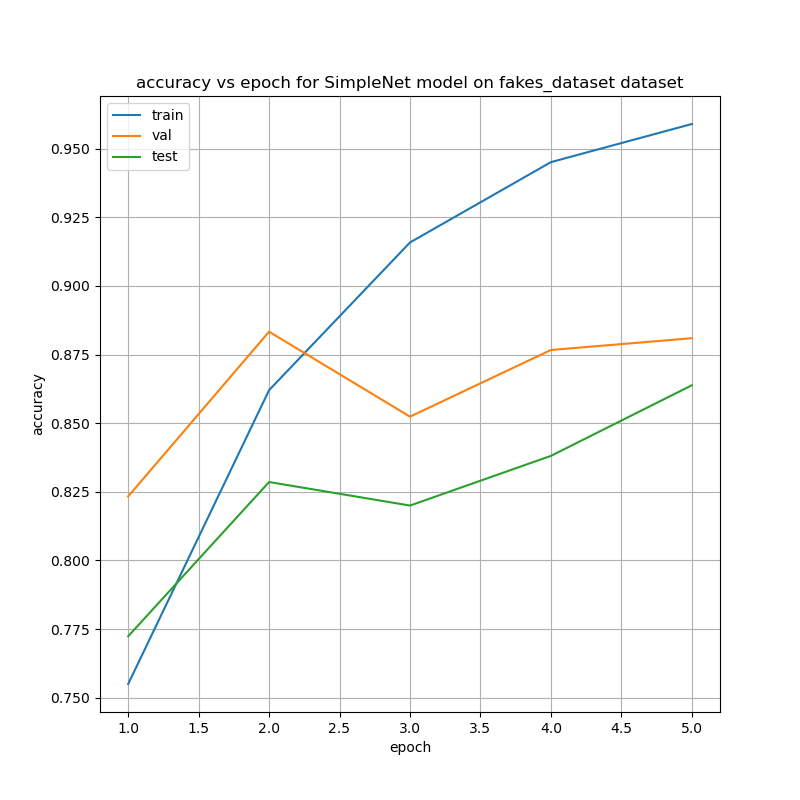 accuracy vs epoch for SimpleNet model on fakes_dataset dataset
train
val
test
accuracy
0.950
0.925
0.900
0.875
0.850
0.825
0.800
0.775
0.750
1.0 1.5 2.0 2.5 3.0 3.5 4.0 4.5 5.0
epoch